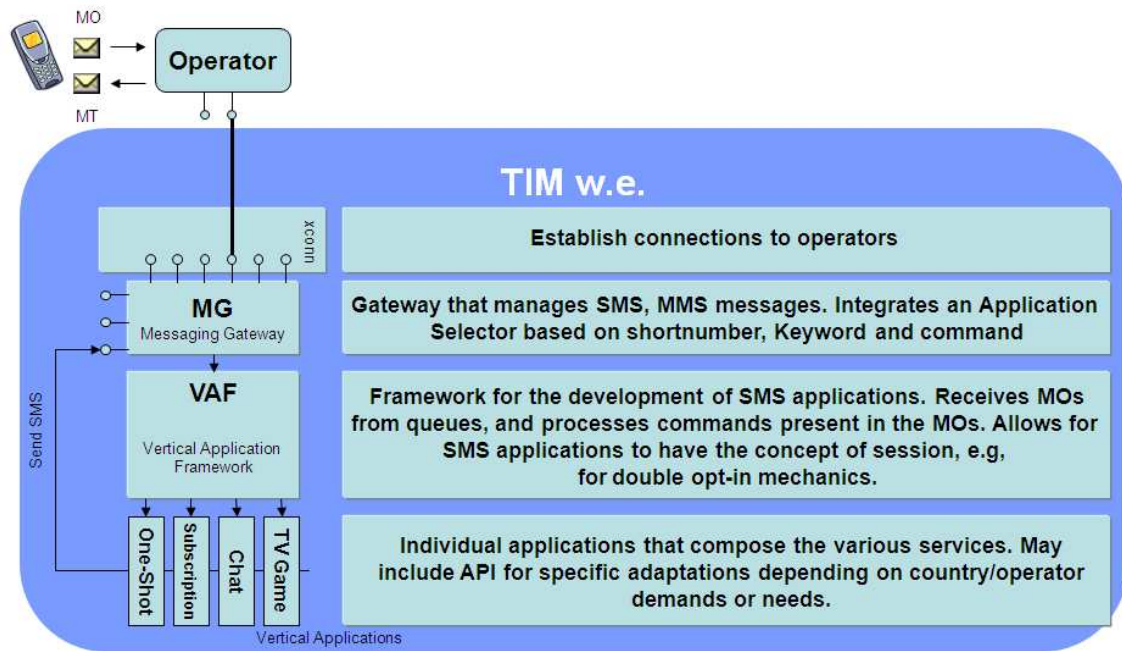 MO
Operator
MT
TIM w.e.
xconn
Establish connections to operators
MG
Messaging Gateway
Gateway that manages SMS, MMS messages. Integrates an Application
Selector based on shortnumber, Keyword and command
Send SMS
VAF
Vertical Application
Framework
Framework for the development of SMS applications. Receives MOs
from queues, and processes commands present in the MOs. Allows for
SMS applications to have the concept of session, e.g,
for double opt-in mechanics.
One-Shot
Subscription
Chat
TV Game
Individual applications that compose the various services. May
include API for specific adaptations depending on country/operator
demands or needs.
Vertical Applications